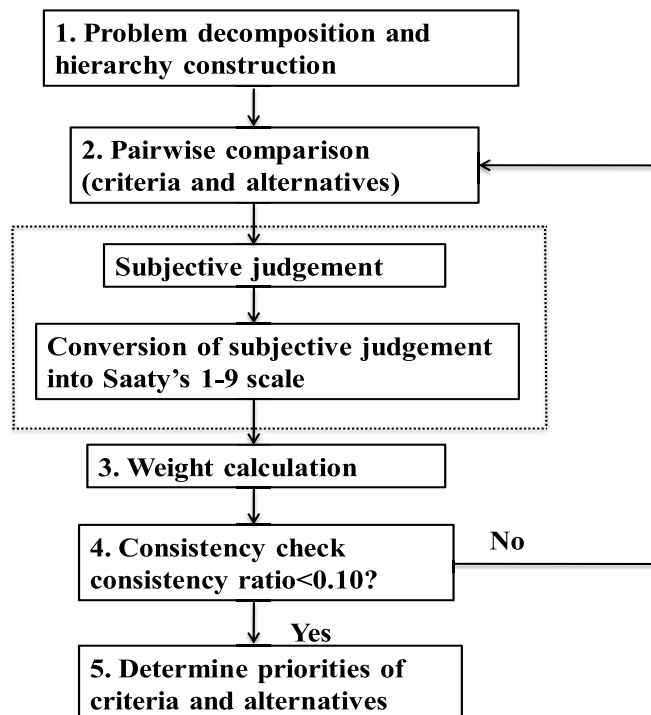 1. Problem decomposition and
hierarchy construction
2. Pairwise comparison
(criteria and alternatives)
Subjective judgement
Conversion of subjective judgement
into Saaty's 1-9 scale
3. Weight calculation
4. Consistency check
consistency ratio<0.10?
No
Yes
5. Determine priorities of
criteria and alternatives